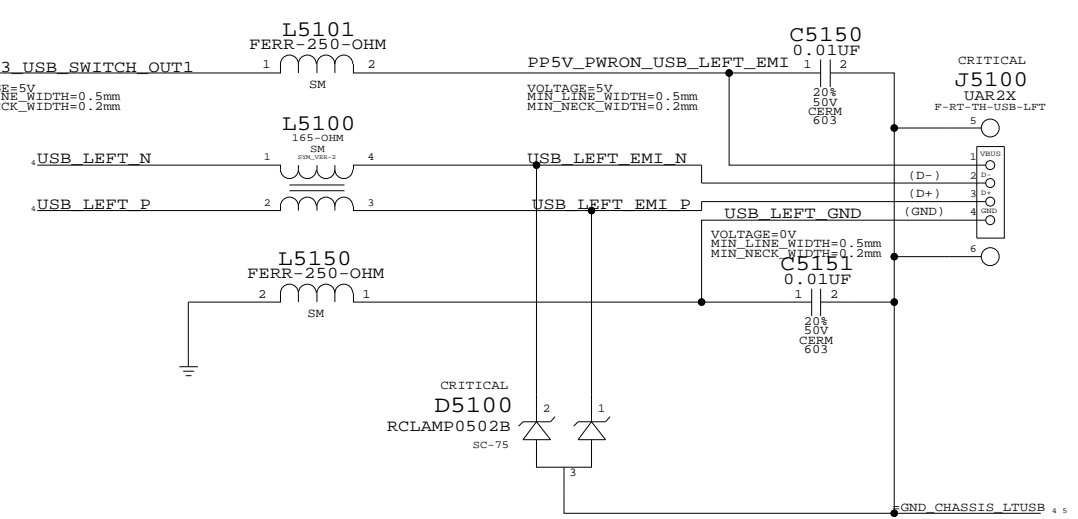 L5101
FERR-250-OHM
3_USB_SWITCH_OUT1
1
2
SM
E=5V
NE_WIDTH=0.5mm
CK_WIDTH=0.2mm
PP5V_PWRON_USB_LEFT_EMI
VOLTAGE=5V
MIN_LINE_WIDTH=0.5mm
MIN_NECK_WIDTH=0.2mm
C5150
0.01UF
1
2
20%
50V
CERM
603
CRITICAL
J5100
UAR2X
F-RT-TH-USB-LFT
5
L5100
165-OHM
SM
SYM_VER-2
4 USB_LEFT_N
1
4
USB_LEFT_EMI_N
4 USB_LEFT_P
2
3
USB_LEFT_EMI_P
1 VBUS
(D-) 2 D-
(D+) 3 D+
(GND) 4 GND
6
USB_LEFT_GND
VOLTAGE=0V
MIN_LINE_WIDTH=0.5mm
MIN_NECK_WIDTH=0.2mm
L5150
FERR-250-OHM
2
1
SM
C5151
0.01UF
1
2
20%
50V
CERM
603
CRITICAL
D5100
RCLAMP0502B
SC-75
2
1
3
=GND_CHASSIS_LTUSB 4 5